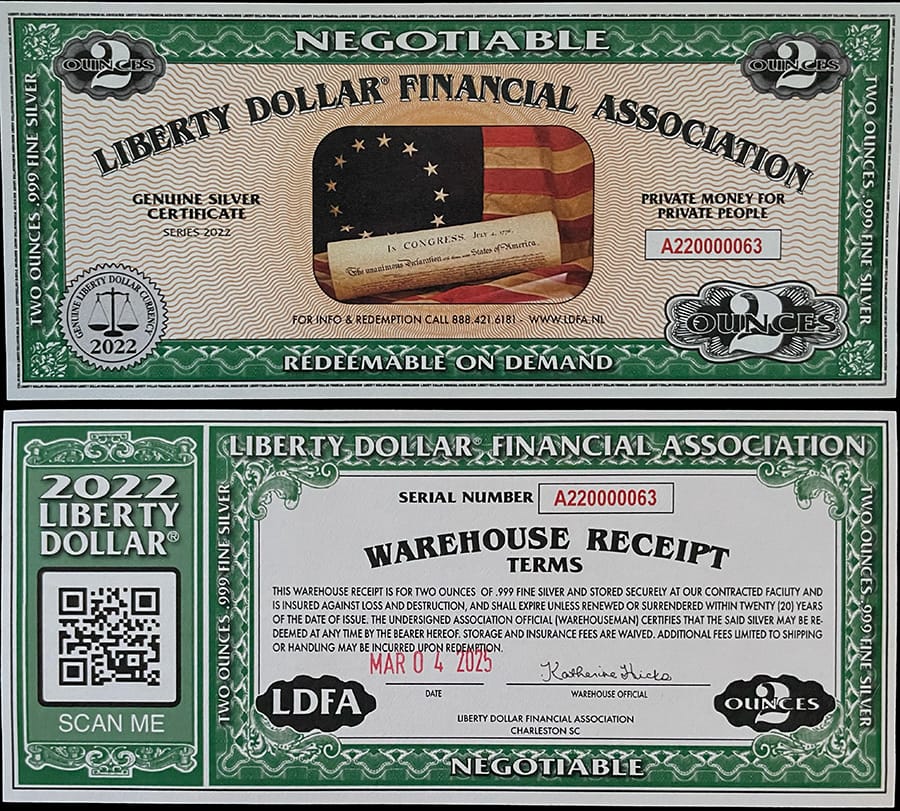 NEGOTIABLE
2
OUNCES
2
OUNCES
LIBERTY DOLLAR® FINANCIAL ASSOCIATION
TWO OUNCES .999 FINE SILVER
TWO OUNCES .999 FINE SILVER
GENUINE SILVER
CERTIFICATE
SERIES 2022
PRIVATE MONEY FOR
PRIVATE PEOPLE
A220000063
IN CONGRESS, JULY 4, 1776.
The unanimous Declaration States of America.
GENUINE LIBERTY DOLLAR CURRENCY
2022
2
OUNCES
FOR INFO & REDEMPTION CALL 888.421.6181 - WWW.LDFA.NL
REDEEMABLE ON DEMAND
2022
LIBERTY
DOLLAR®
SCAN ME
LIBERTY DOLLAR® FINANCIAL ASSOCIATION
TWO OUNCES .999 FINE SILVER
TWO OUNCES .999 FINE SILVER
SERIAL NUMBER A220000063
WAREHOUSE RECEIPT
TERMS
THIS WAREHOUSE RECEIPT IS FOR TWO OUNCES OF .999 FINE SILVER AND STORED SECURELY AT OUR CONTRACTED FACILITY AND
IS INSURED AGAINST LOSS AND DESTRUCTION, AND SHALL EXPIRE UNLESS RENEWED OR SURRENDERED WITHIN TWENTY (20) YEARS
OF THE DATE OF ISSUE. THE UNDERSIGNED ASSOCIATION OFFICIAL (WAREHOUSEMAN) CERTIFIES THAT THE SAID SILVER MAY BE RE-
DEEMED AT ANY TIME BY THE BEARER HEREOF. STORAGE AND INSURANCE FEES ARE WAIVED. ADDITIONAL FEES LIMITED TO SHIPPING
OR HANDLING MAY BE INCURRED UPON REDEMPTION.
MAR 04 2025
Katherine Hicks
DATE
WAREHOUSE OFFICIAL
LDFA
2
OUNCES
LIBERTY DOLLAR FINANCIAL ASSOCIATION
CHARLESTON SC
NEGOTIABLE